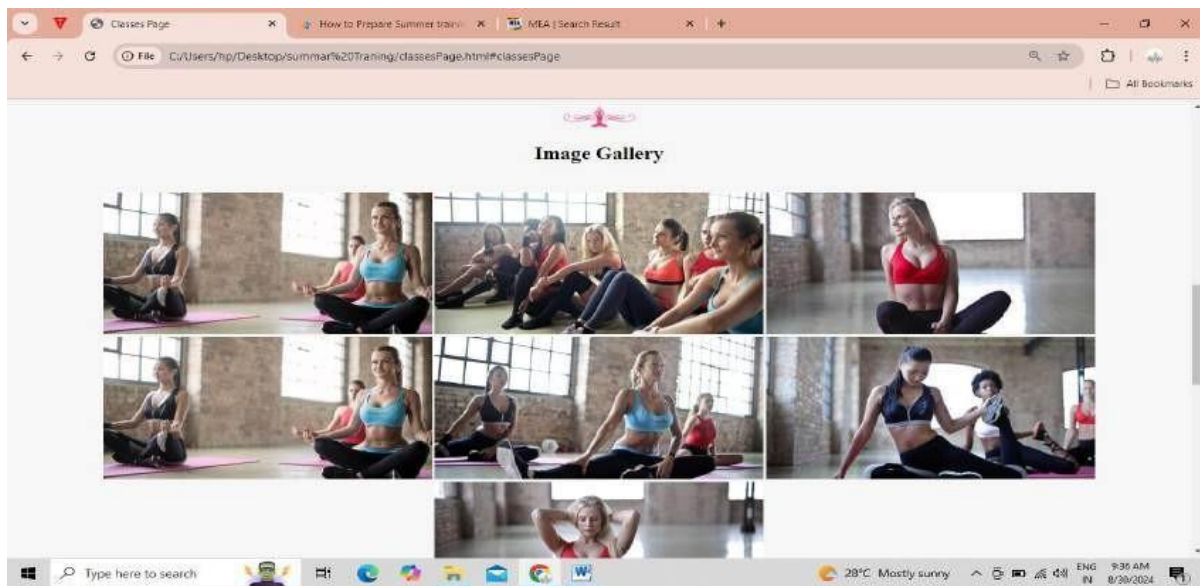 Classes Page
How to Prepare Summer traini
MEA | Search Result
File C:/Users/hp/Desktop/summar%20Traning/classesPage.html#classesPage
All Bookmarks
Image Gallery
Type here to search
28°C Mostly sunny
ENG
IN
9:36 AM
8/30/2024